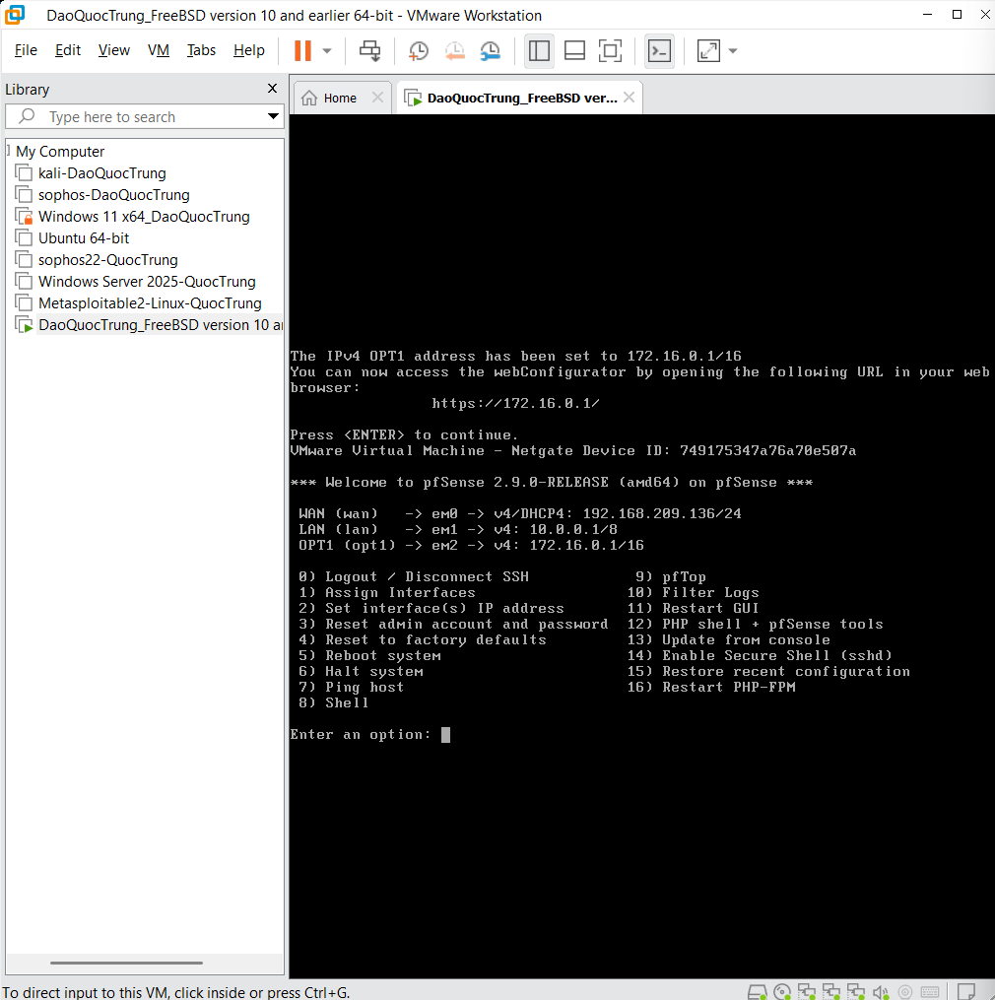 DaoQuocTrung_FreeBSD version 10 and earlier 64-bit - VMware Workstation
File Edit View VM Tabs Help
Library
Type here to search
My Computer
kali-DaoQuocTrung
sophos-DaoQuocTrung
Windows 11 x64_DaoQuocTrung
Ubuntu 64-bit
sophos22-QuocTrung
Windows Server 2025-QuocTrung
Metasploitable2-Linux-QuocTrung
DaoQuocTrung_FreeBSD version 10 a
Home
DaoQuocTrung_FreeBSD ver...
The IPv4 OPT1 address has been set to 172.16.0.1/16
You can now access the webConfigurator by opening the following URL in your web
browser:
https://172.16.0.1/
Press <ENTER> to continue.
VMware Virtual Machine - Netgate Device ID: 749175347a76a70e507a
*** Welcome to pfSense 2.9.0-RELEASE (amd64) on pfSense ***
WAN (wan) -> em0 -> v4/DHCP4: 192.168.209.136/24
LAN (lan) -> em1 -> v4: 10.0.0.1/8
OPT1 (opt1) -> em2 -> v4: 172.16.0.1/16
0) Logout / Disconnect SSH 9) pfTop
1) Assign Interfaces 10) Filter Logs
2) Set interface(s) IP address 11) Restart GUI
3) Reset admin account and password 12) PHP shell + pfSense tools
4) Reset to factory defaults 13) Update from console
5) Reboot system 14) Enable Secure Shell (sshd)
6) Halt system 15) Restore recent configuration
7) Ping host 16) Restart PHP-FPM
8) Shell
Enter an option:
To direct input to this VM, click inside or press Ctrl+G.